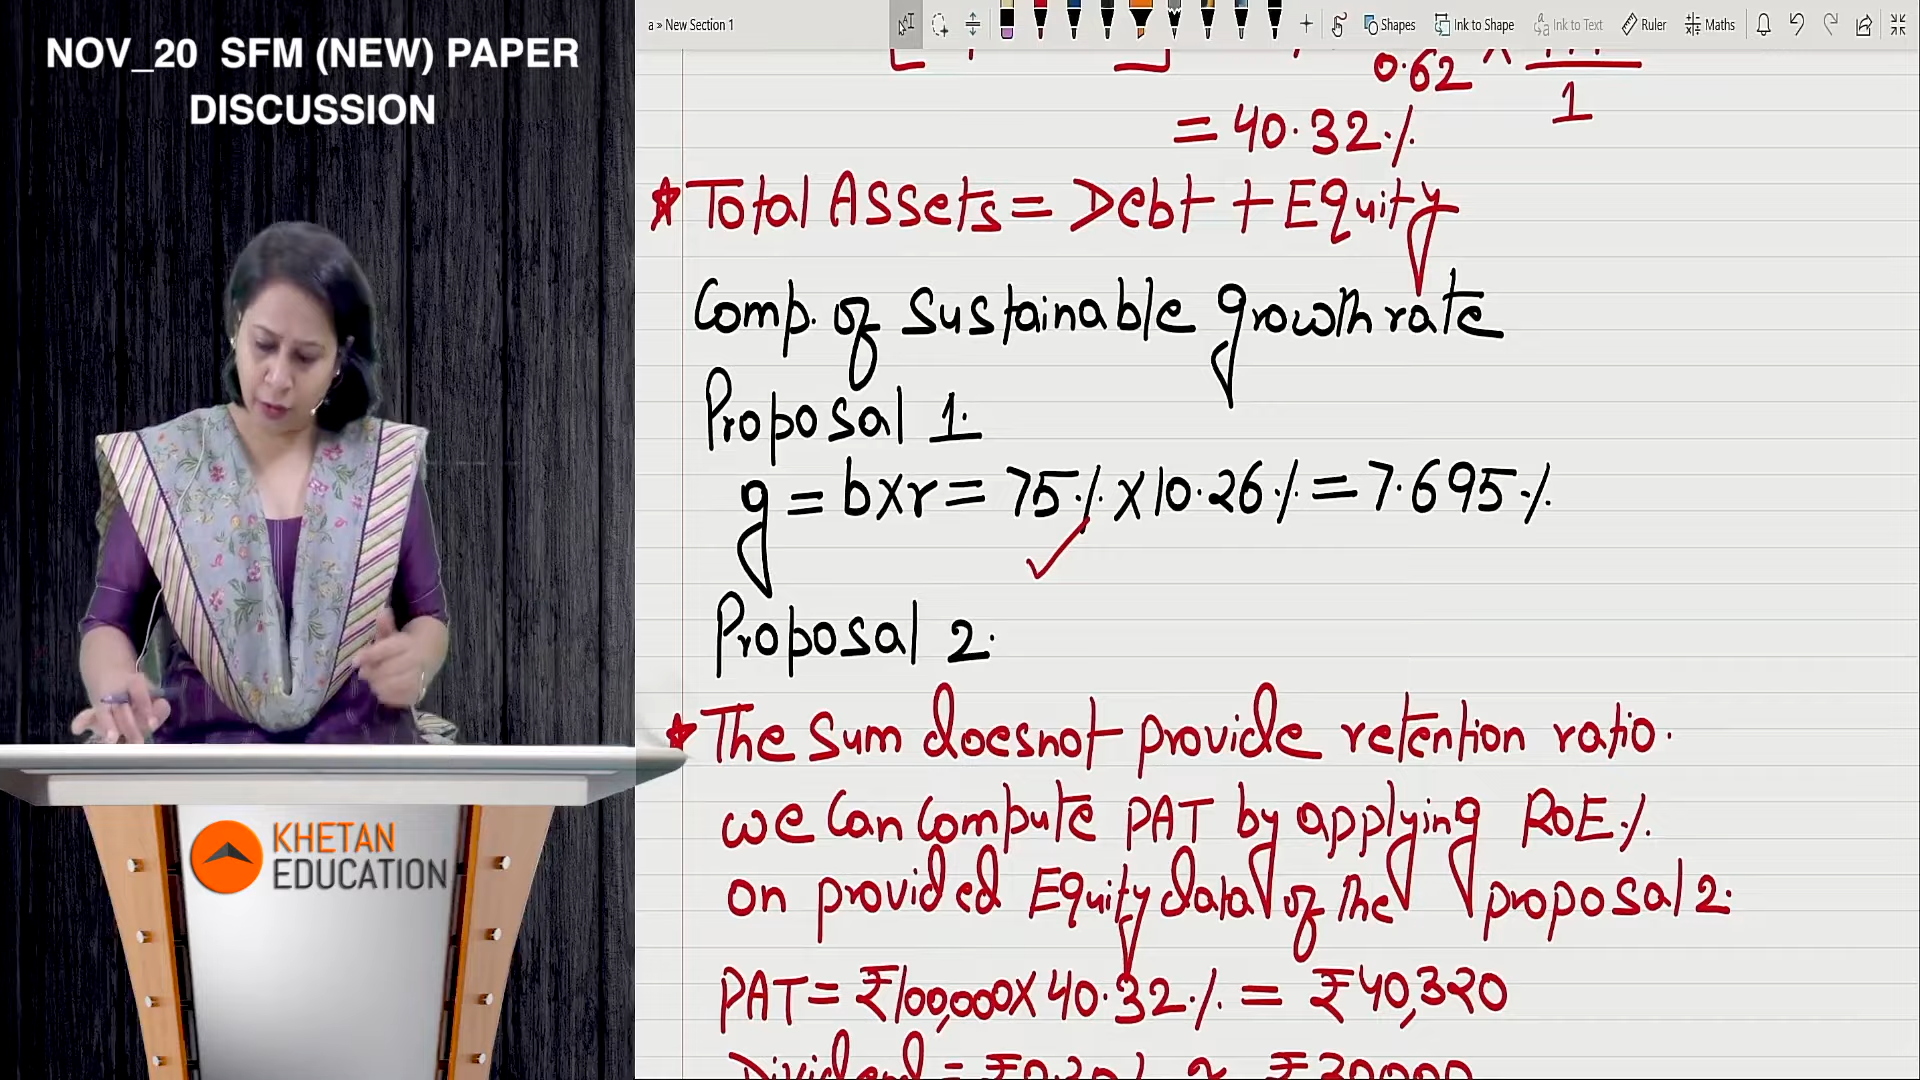 NOV_20 SFM (NEW) PAPER
DISCUSSION
KHETAN
EDUCATION
a » New Section 1
Shapes
Ink to Shape
Ink to Text
Ruler
Maths
0.62 ×
1
= 40.32%
* Total Assets = Debt + Equity
Comp. of Sustainable growth rate
Proposal 1.
g = b×r = 75% × 10.26% = 7.695%
Proposal 2.
* The sum doesnot provide retention ratio.
we can compute PAT by applying ROE%
on provided Equity data of the proposal 2.
PAT = ₹100,000 × 40.32% = ₹40,320
Dividend =